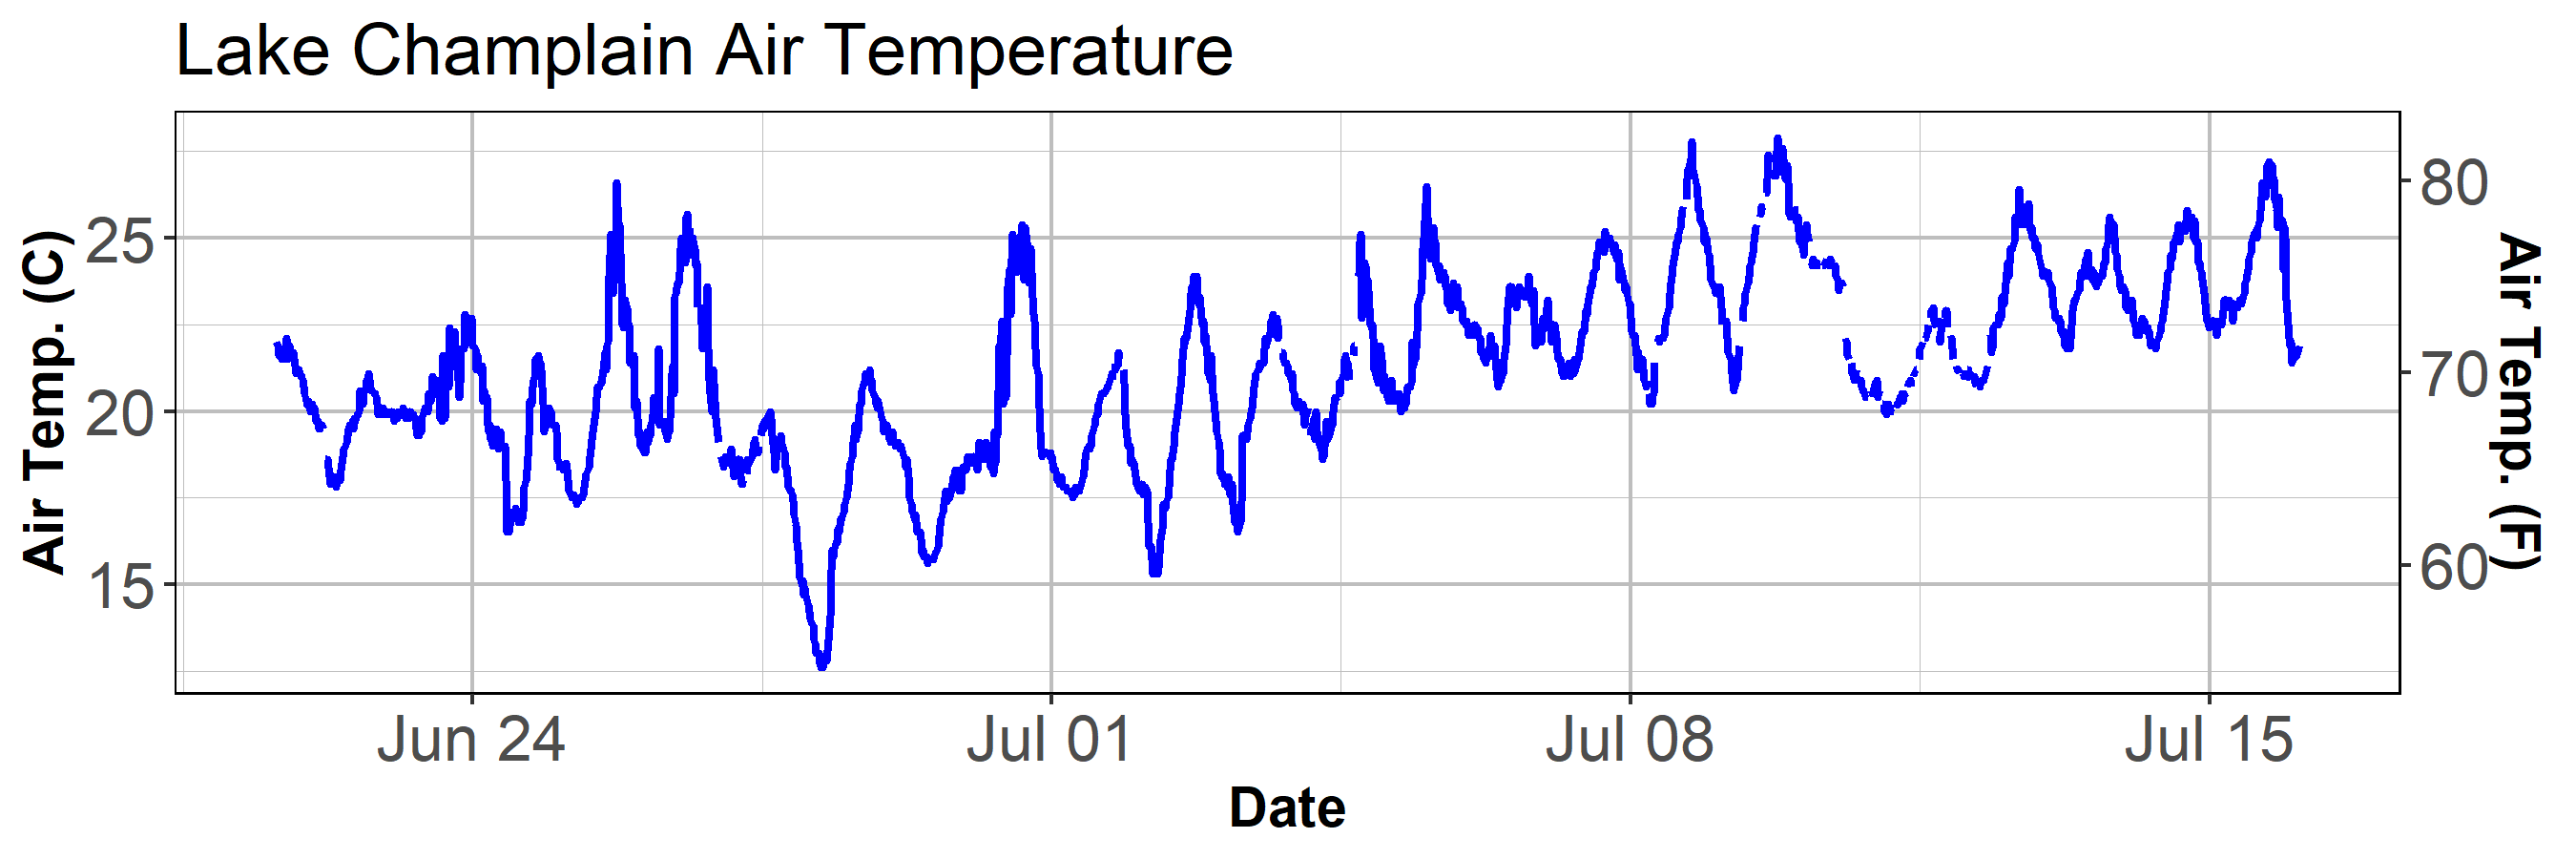 Lake Champlain Air Temperature
Air Temp. (C)
25
20
15
80
70
60
Air Temp. (F)
Jun 24
Jul 01
Jul 08
Jul 15
Date